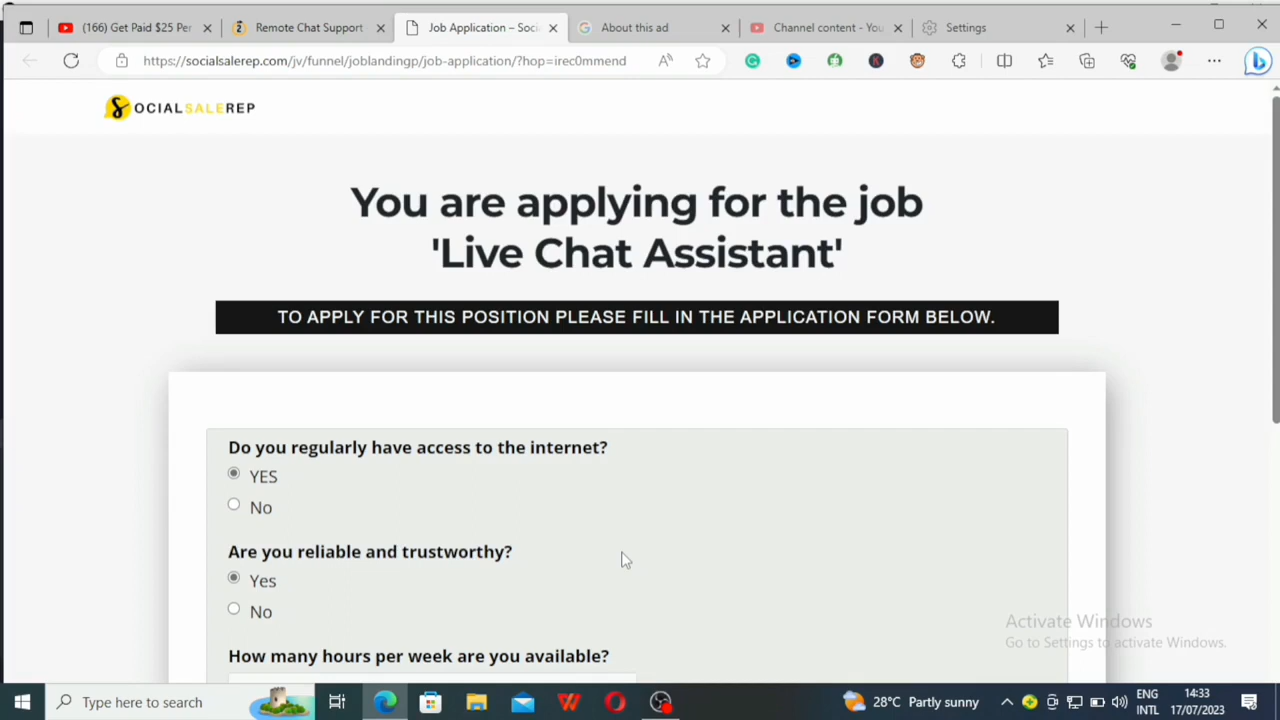 (166) Get Paid $25 Per
Remote Chat Support
Job Application – Soci
About this ad
Channel content - You
Settings
https://socialsalerep.com/jv/funnel/joblandingp/job-application/?hop=irec0mmend
OCIALSALEREP
You are applying for the job
'Live Chat Assistant'
TO APPLY FOR THIS POSITION PLEASE FILL IN THE APPLICATION FORM BELOW.
Do you regularly have access to the internet?
YES
No
Are you reliable and trustworthy?
Yes
No
How many hours per week are you available?
Activate Windows
Go to Settings to activate Windows.
Type here to search
28°C Partly sunny
ENG
INTL
14:33
17/07/2023